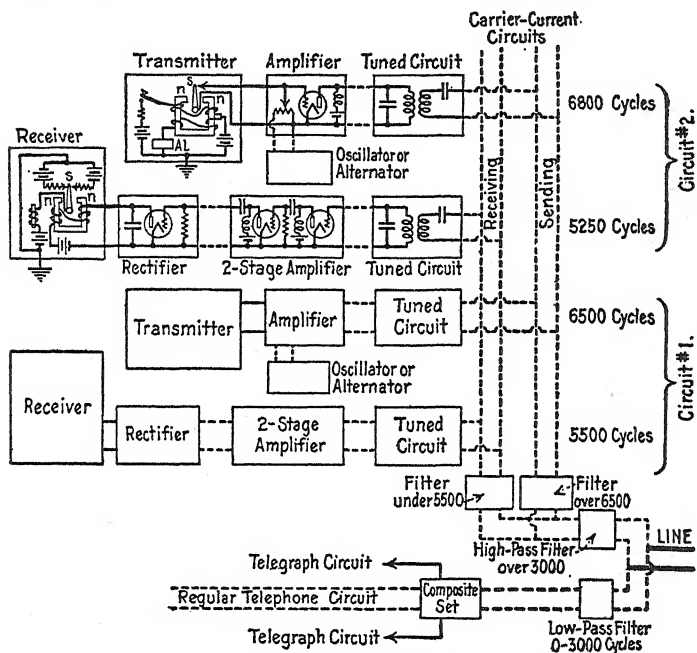 Carrier-Current
Circuits
Transmitter
Amplifier
Tuned Circuit
S
n
n
AL
Oscillator or
Alternator
6800 Cycles
Circuit #2.
Receiver
S
n
n
Receiving
Sending
5250 Cycles
Rectifier
2-Stage Amplifier
Tuned Circuit
Transmitter
Amplifier
Tuned
Circuit
6500 Cycles
Oscillator or
Alternator
Circuit #1.
Receiver
Rectifier
2-Stage
Amplifier
Tuned
Circuit
5500 Cycles
Filter
under 5500
Filter
over 6500
High-Pass Filter
over 3000
LINE
Telegraph Circuit
Regular Telephone Circuit
Composite
Set
Telegraph Circuit
Low-Pass Filter
0-3000 Cycles